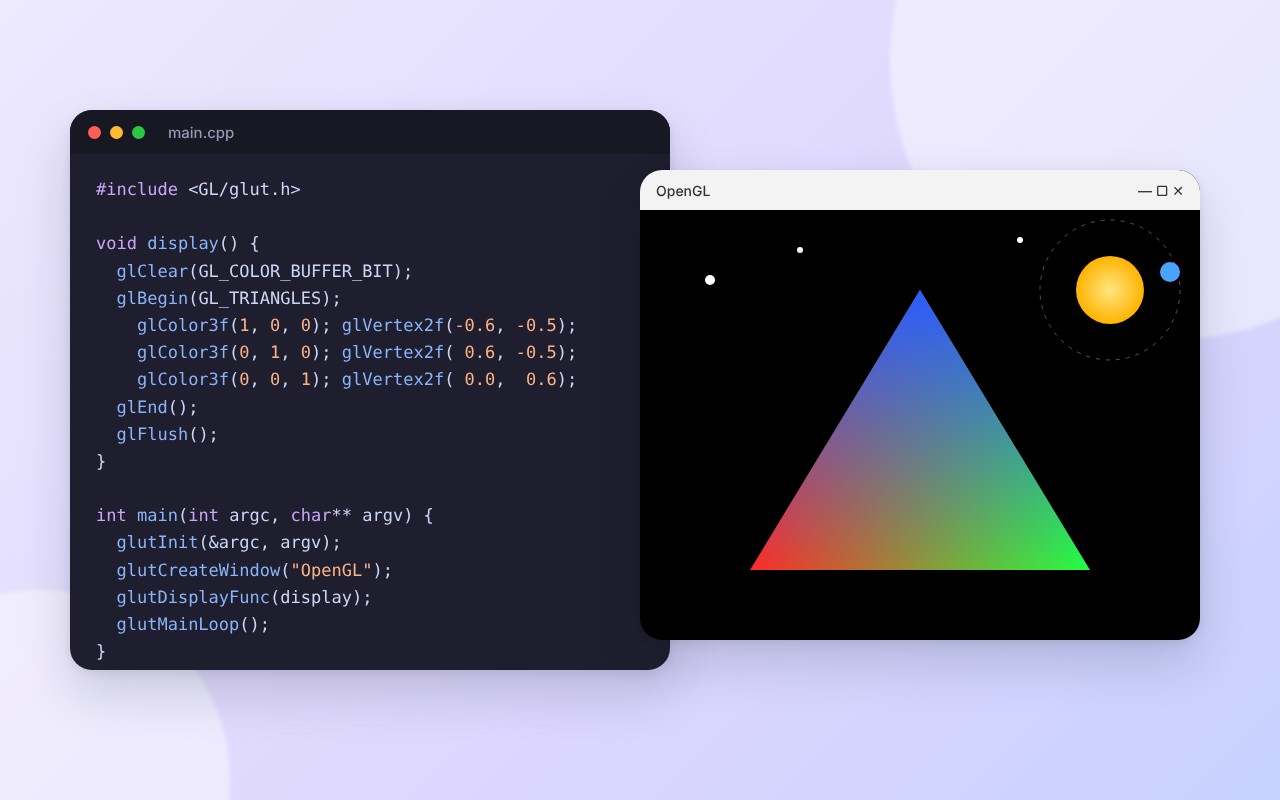 main.cpp
#include <GL/glut.h>
void display() {
  glClear(GL_COLOR_BUFFER_BIT);
  glBegin(GL_TRIANGLES);
    glColor3f(1, 0, 0); glVertex2f(-0.6, -0.5);
    glColor3f(0, 1, 0); glVertex2f( 0.6, -0.5);
    glColor3f(0, 0, 1); glVertex2f( 0.0,  0.6);
  glEnd();
  glFlush();
}
int main(int argc, char** argv) {
  glutInit(&argc, argv);
  glutCreateWindow("OpenGL");
  glutDisplayFunc(display);
  glutMainLoop();
}
OpenGL